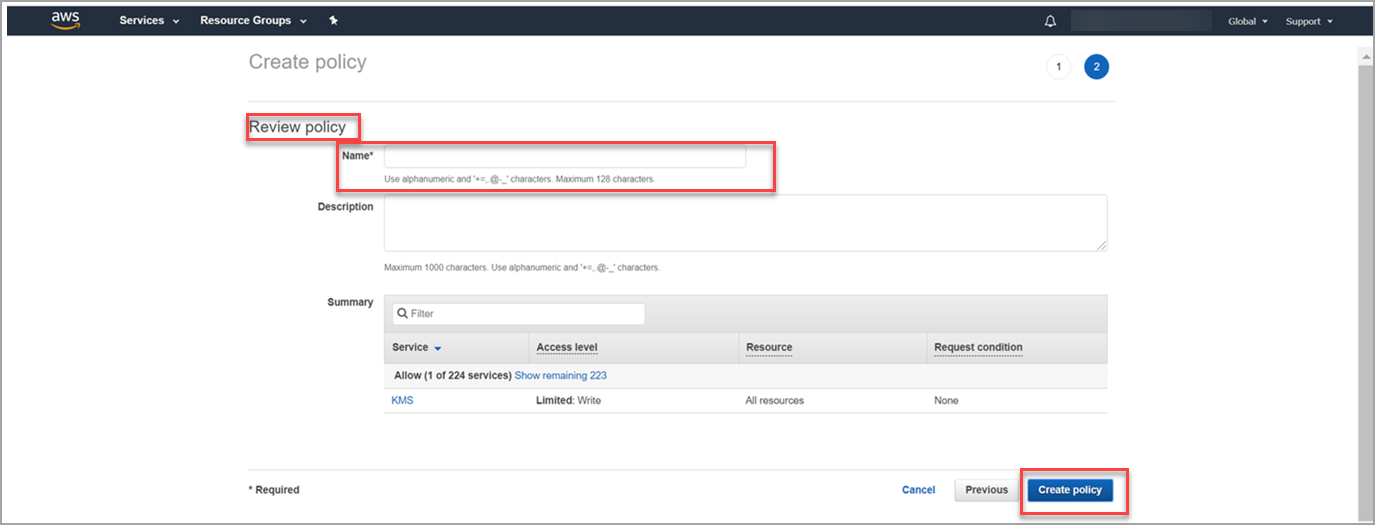 aws Services Resource Groups Global Support
Create policy 1 2
Review policy
Name*
Use alphanumeric and '+=,.@-_' characters. Maximum 128 characters.
Description
Maximum 1000 characters. Use alphanumeric and '+=,.@-_' characters.
Summary
Filter
Service Access level Resource Request condition
Allow (1 of 224 services) Show remaining 223
KMS Limited: Write All resources None
* Required Cancel Previous Create policy